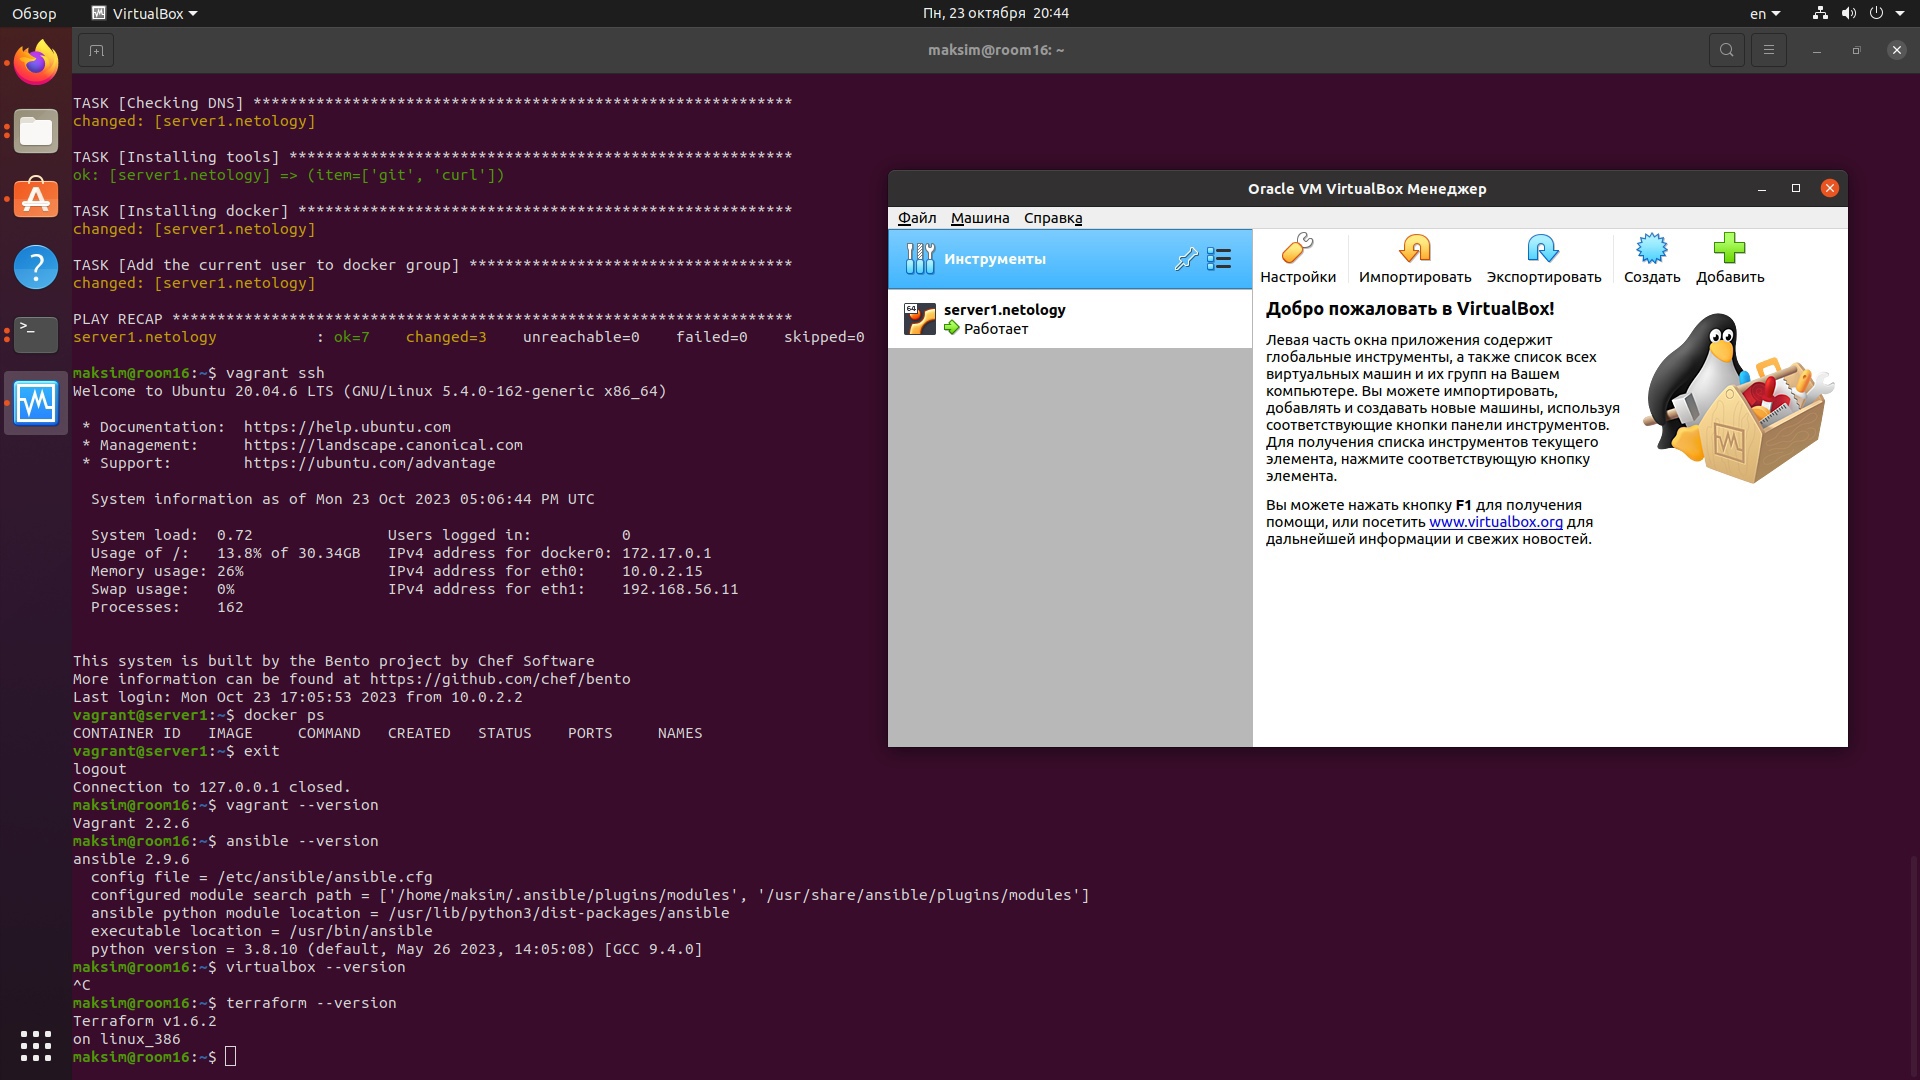 Обзор
VirtualBox
Пн, 23 октября 20:44
en
maksim@room16: ~
TASK [Checking DNS] ************************************************************
changed: [server1.netology]
TASK [Installing tools] ********************************************************
ok: [server1.netology] => (item=['git', 'curl'])
TASK [Installing docker] *******************************************************
changed: [server1.netology]
TASK [Add the current user to docker group] ************************************
changed: [server1.netology]
PLAY RECAP *********************************************************************
server1.netology           : ok=7    changed=3    unreachable=0    failed=0    skipped=0
maksim@room16:~$ vagrant ssh
Welcome to Ubuntu 20.04.6 LTS (GNU/Linux 5.4.0-162-generic x86_64)
* Documentation:  https://help.ubuntu.com
* Management:     https://landscape.canonical.com
* Support:        https://ubuntu.com/advantage
System information as of Mon 23 Oct 2023 05:06:44 PM UTC
System load:  0.72               Users logged in:          0
Usage of /:   13.8% of 30.34GB   IPv4 address for docker0: 172.17.0.1
Memory usage: 26%                IPv4 address for eth0:    10.0.2.15
Swap usage:   0%                 IPv4 address for eth1:    192.168.56.11
Processes:    162
This system is built by the Bento project by Chef Software
More information can be found at https://github.com/chef/bento
Last login: Mon Oct 23 17:05:53 2023 from 10.0.2.2
vagrant@server1:~$ docker ps
CONTAINER ID   IMAGE     COMMAND   CREATED   STATUS    PORTS     NAMES
vagrant@server1:~$ exit
logout
Connection to 127.0.0.1 closed.
maksim@room16:~$ vagrant --version
Vagrant 2.2.6
maksim@room16:~$ ansible --version
ansible 2.9.6
config file = /etc/ansible/ansible.cfg
configured module search path = ['/home/maksim/.ansible/plugins/modules', '/usr/share/ansible/plugins/modules']
ansible python module location = /usr/lib/python3/dist-packages/ansible
executable location = /usr/bin/ansible
python version = 3.8.10 (default, May 26 2023, 14:05:08) [GCC 9.4.0]
maksim@room16:~$ virtualbox --version
^C
maksim@room16:~$ terraform --version
Terraform v1.6.2
on linux_386
maksim@room16:~$
Oracle VM VirtualBox Менеджер
Файл Машина Справка
Инструменты
64
server1.netology
Работает
Настройки Импортировать Экспортировать Создать Добавить
Добро пожаловать в VirtualBox!
Левая часть окна приложения содержит
глобальные инструменты, а также список всех
виртуальных машин и их групп на Вашем
компьютере. Вы можете импортировать,
добавлять и создавать новые машины, используя
соответствующие кнопки панели инструментов.
Для получения списка инструментов текущего
элемента, нажмите соответствующую кнопку
элемента.
Вы можете нажать кнопку F1 для получения
помощи, или посетить www.virtualbox.org для
дальнейшей информации и свежих новостей.